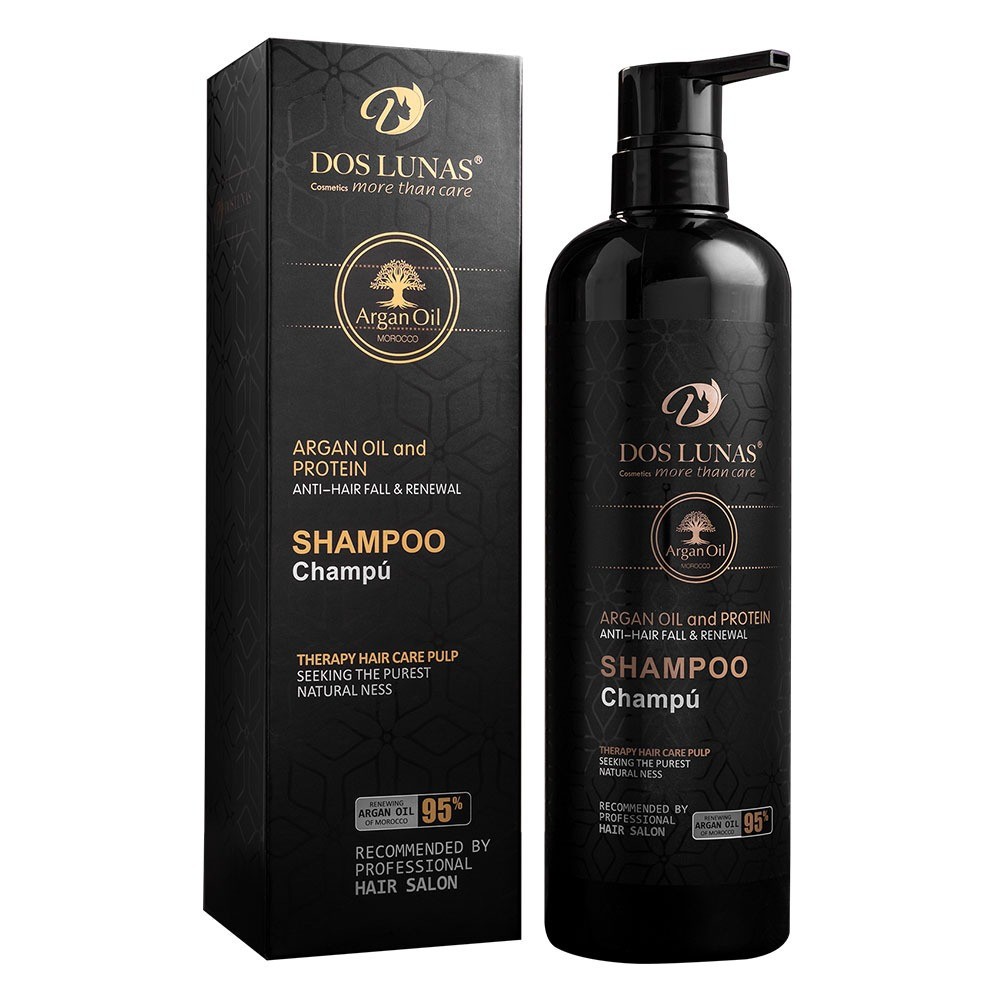 DOS LUNAS®
Cosmetics more than care
Argan Oil
MOROCCO
ARGAN OIL and
PROTEIN
ANTI-HAIR FALL & RENEWAL
SHAMPOO
Champú
THERAPY HAIR CARE PULP
SEEKING THE PUREST
NATURAL NESS
RENEWING
ARGAN OIL
OF MOROCCO
95%
RECOMMENDED BY
PROFESSIONAL
HAIR SALON
DOS LUNAS
DOS LUNAS®
Cosmetics more than care
Argan Oil
MOROCCO
ARGAN OIL and PROTEIN
ANTI-HAIR FALL & RENEWAL
SHAMPOO
Champú
THERAPY HAIR CARE PULP
SEEKING THE PUREST
NATURAL NESS
RECOMMENDED BY
PROFESSIONAL
HAIR SALON
RENEWING
ARGAN OIL
OF MOROCCO
95%